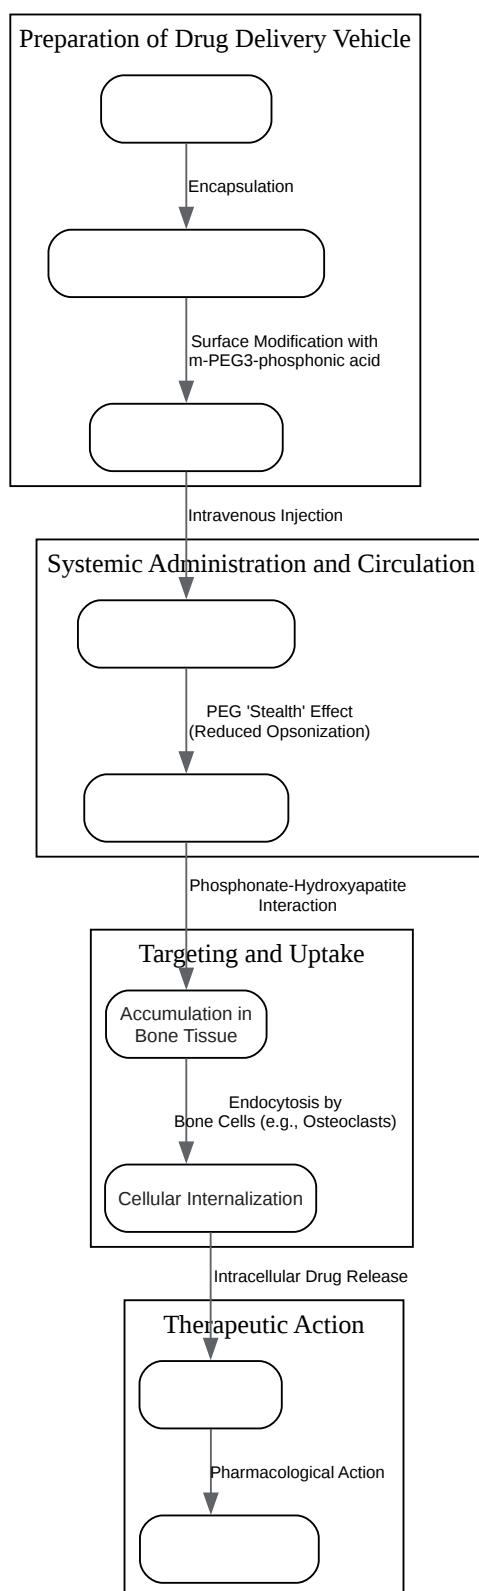 Preparation of Drug Delivery Vehicle
Encapsulation
Surface Modification with
m-PEG3-phosphonic acid
Intravenous Injection
Systemic Administration and Circulation
PEG 'Stealth' Effect
(Reduced Opsonization)
Phosphonate-Hydroxyapatite
Interaction
Targeting and Uptake
Accumulation in
Bone Tissue
Endocytosis by
Bone Cells (e.g., Osteoclasts)
Cellular Internalization
Intracellular Drug Release
Therapeutic Action
Pharmacological Action